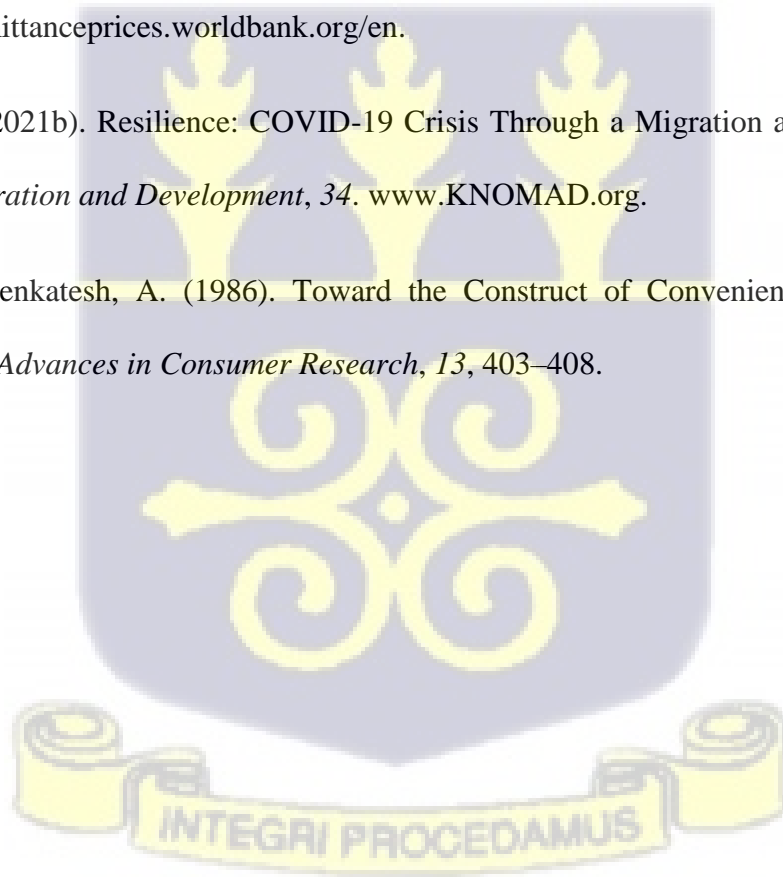 ittanceprices.worldbank.org/en.
2021b). Resilience: COVID-19 Crisis Through a Migration a
ration and Development, 34. www.KNOMAD.org.
enkatesh, A. (1986). Toward the Construct of Convenien
Advances in Consumer Research, 13, 403–408.
INTEGRI PROCEDAMUS